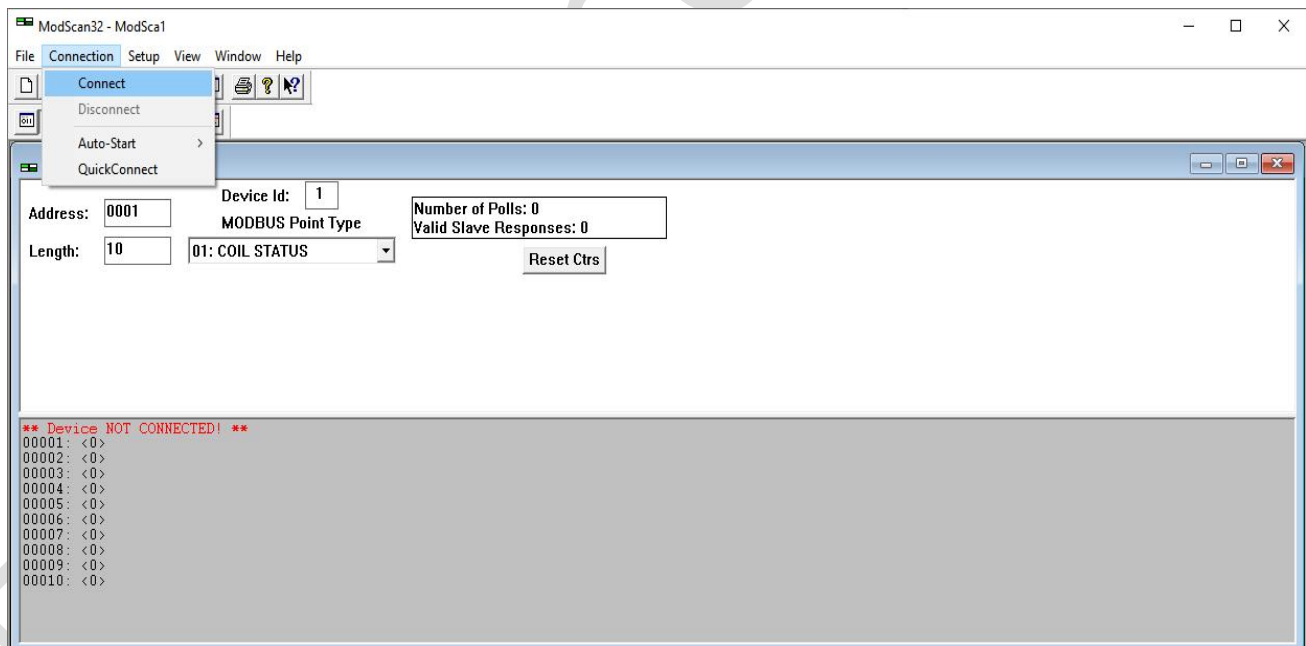 ModScan32 - ModSca1
File Connection Setup View Window Help
Connect
Disconnect
Auto-Start
QuickConnect
Address: 0001
Device Id: 1
MODBUS Point Type
Length: 10
01: COIL STATUS
Number of Polls: 0
Valid Slave Responses: 0
Reset Ctrs
** Device NOT CONNECTED! **
00001: <0>
00002: <0>
00003: <0>
00004: <0>
00005: <0>
00006: <0>
00007: <0>
00008: <0>
00009: <0>
00010: <0>